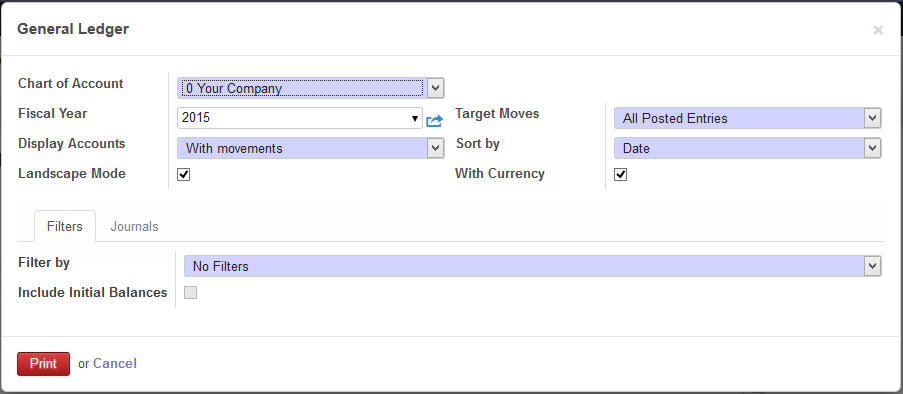 General Ledger
×
Chart of Account 0 Your Company
Fiscal Year 2015 Target Moves All Posted Entries
Display Accounts With movements Sort by Date
Landscape Mode With Currency
Filters Journals
Filter by No Filters
Include Initial Balances
Print or Cancel